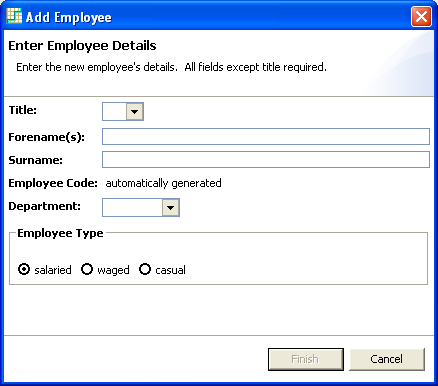 Add Employee
Enter Employee Details
Enter the new employee's details.  All fields except title required.
Title:
Forename(s):
Surname:
Employee Code: automatically generated
Department:
Employee Type
salaried waged casual
Finish Cancel